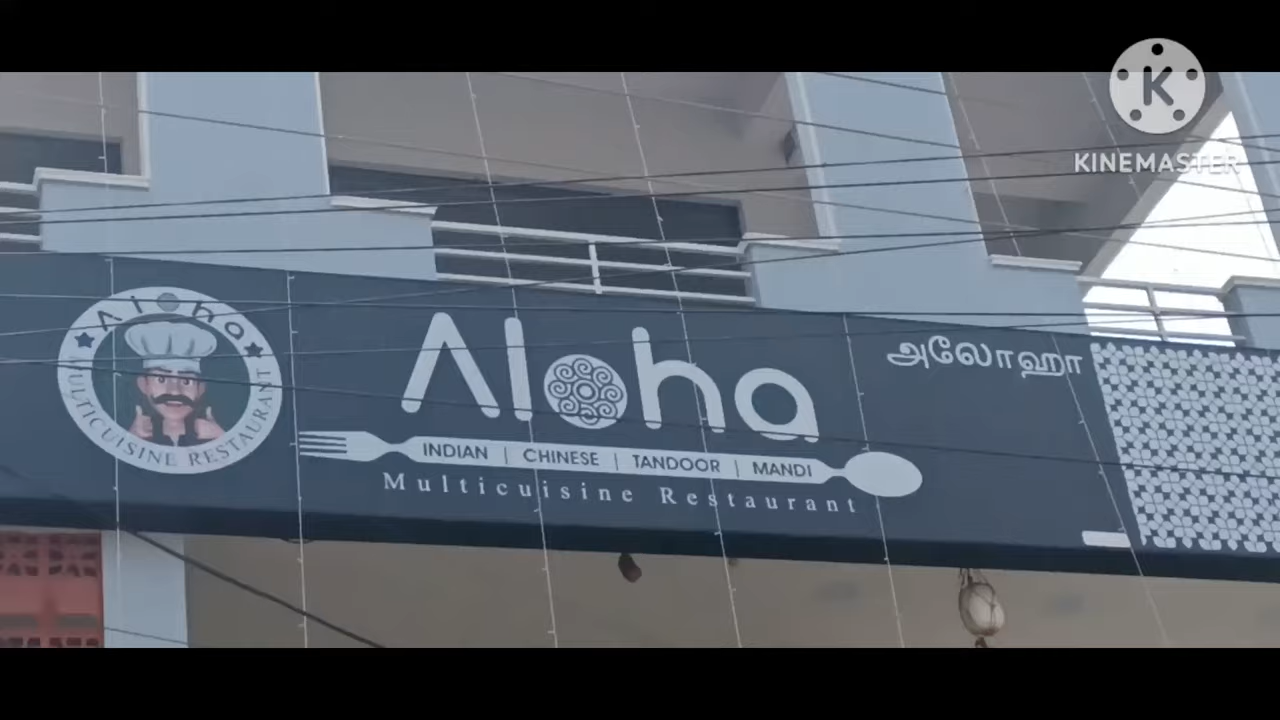 KINEMASTER
Aloha
MULTICUISINE RESTAURANT
Aloha
அலோஹா
INDIAN | CHINESE | TANDOOR | MANDI
Multicuisine Restaurant